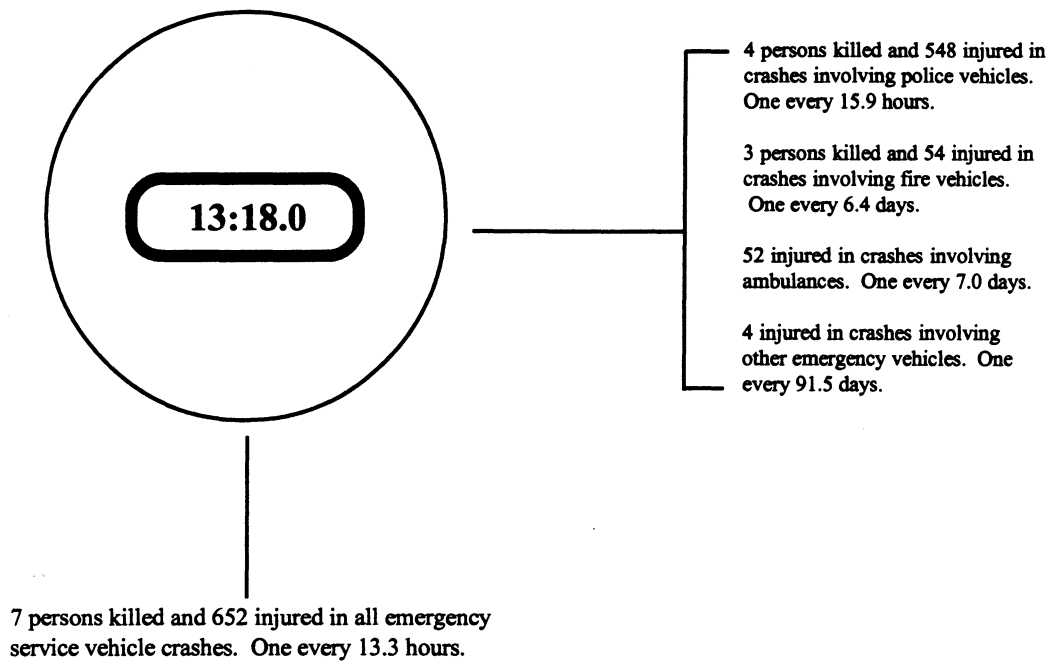 13:18.0
4 persons killed and 548 injured in
crashes involving police vehicles.
One every 15.9 hours.
3 persons killed and 54 injured in
crashes involving fire vehicles.
One every 6.4 days.
52 injured in crashes involving
ambulances. One every 7.0 days.
4 injured in crashes involving
other emergency vehicles. One
every 91.5 days.
7 persons killed and 652 injured in all emergency
service vehicle crashes. One every 13.3 hours.